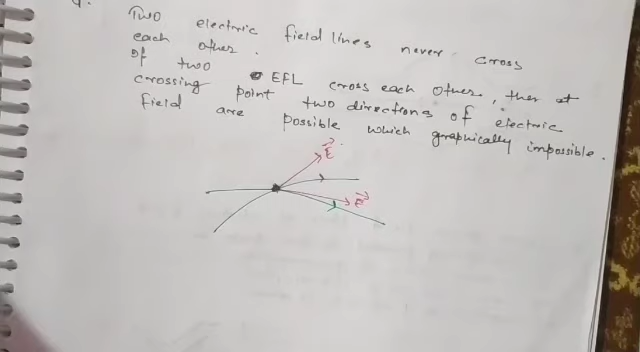 Two electric field lines never cross
each other.
Of two EFL cross each other, then at
crossing point two directions of electric
field are possible which graphically impossible.
E
E